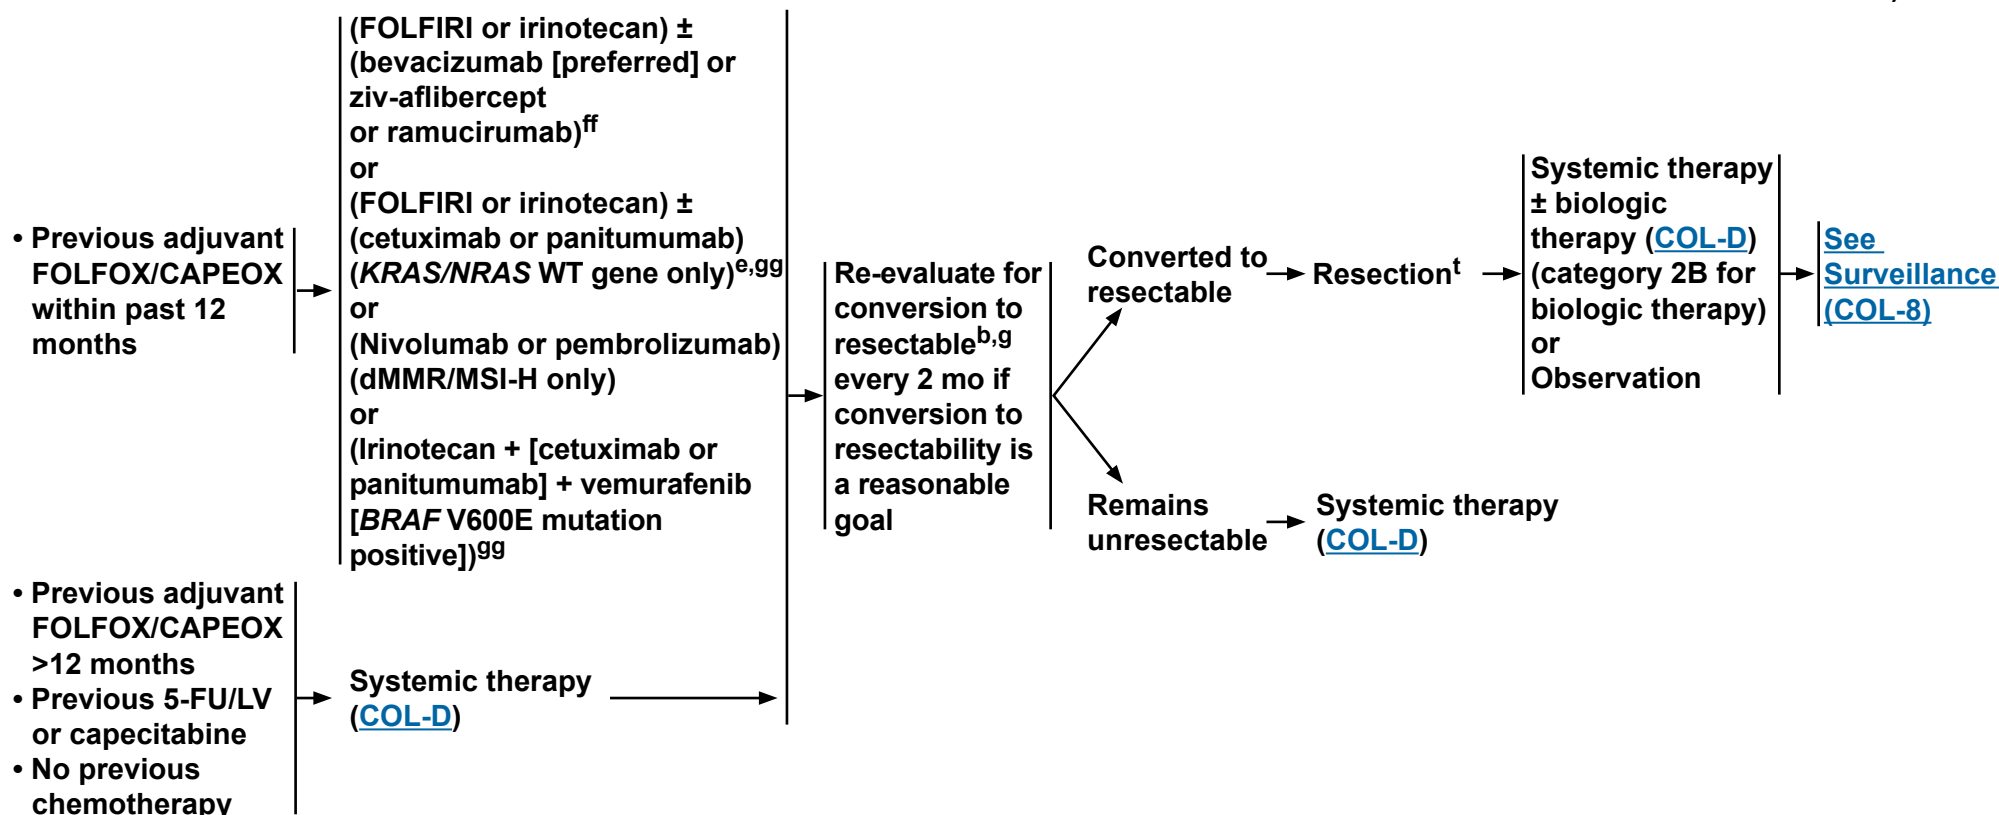 • Previous adjuvant
FOLFOX/CAPEOX
within past 12
months
(FOLFIRI or irinotecan) ±
(bevacizumab [preferred] or
ziv-aflibercept
or ramucirumab)ff
or
(FOLFIRI or irinotecan) ±
(cetuximab or panitumumab)
(KRAS/NRAS WT gene only)e,gg
or
(Nivolumab or pembrolizumab)
(dMMR/MSI-H only)
or
(Irinotecan + [cetuximab or
panitumumab] + vemurafenib
[BRAF V600E mutation
positive])gg
• Previous adjuvant
FOLFOX/CAPEOX
>12 months
• Previous 5-FU/LV
or capecitabine
• No previous
chemotherapy
Systemic therapy
(COL-D)
Re-evaluate for
conversion to
resectableb,g
every 2 mo if
conversion to
resectability is
a reasonable
goal
Converted to
resectable
Resectiont
Systemic therapy
± biologic
therapy (COL-D)
(category 2B for
biologic therapy)
or
Observation
See
Surveillance
(COL-8)
Remains
unresectable
Systemic therapy
(COL-D)